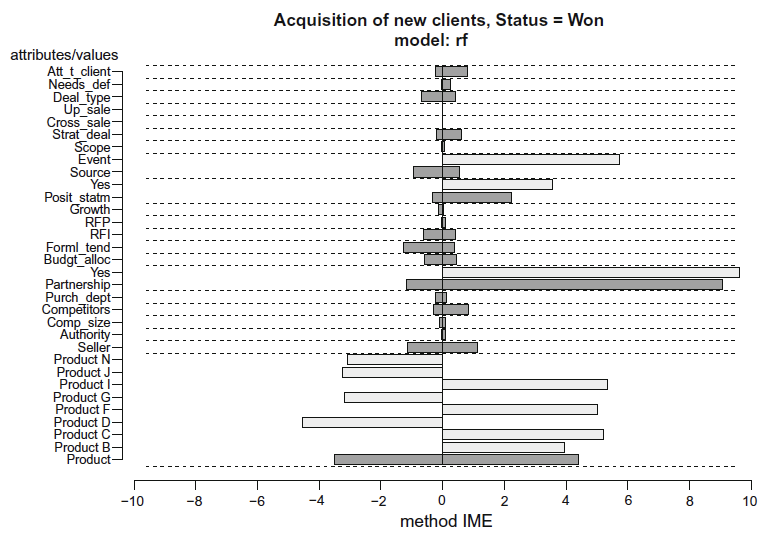 Acquisition of new clients, Status = Won
model: rf
attributes/values
Att_t_client
Needs_def
Deal_type
Up_sale
Cross_sale
Strat_deal
Scope
Event
Source
Yes
Posit_statm
Growth
RFP
RFI
Forml_tend
Budgt_alloc
Yes
Partnership
Purch_dept
Competitors
Comp_size
Authority
Seller
Product N
Product J
Product I
Product G
Product F
Product D
Product C
Product B
Product
−10 −8 −6 −4 −2 0 2 4 6 8 10
method IME